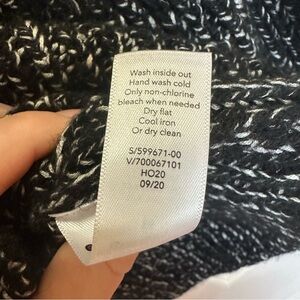 Wash inside out
Hand wash cold
Only non-chlorine
bleach when needed
Dry flat
Cool iron
Or dry clean
S/599671-00
V/700067101
HO20
09/20